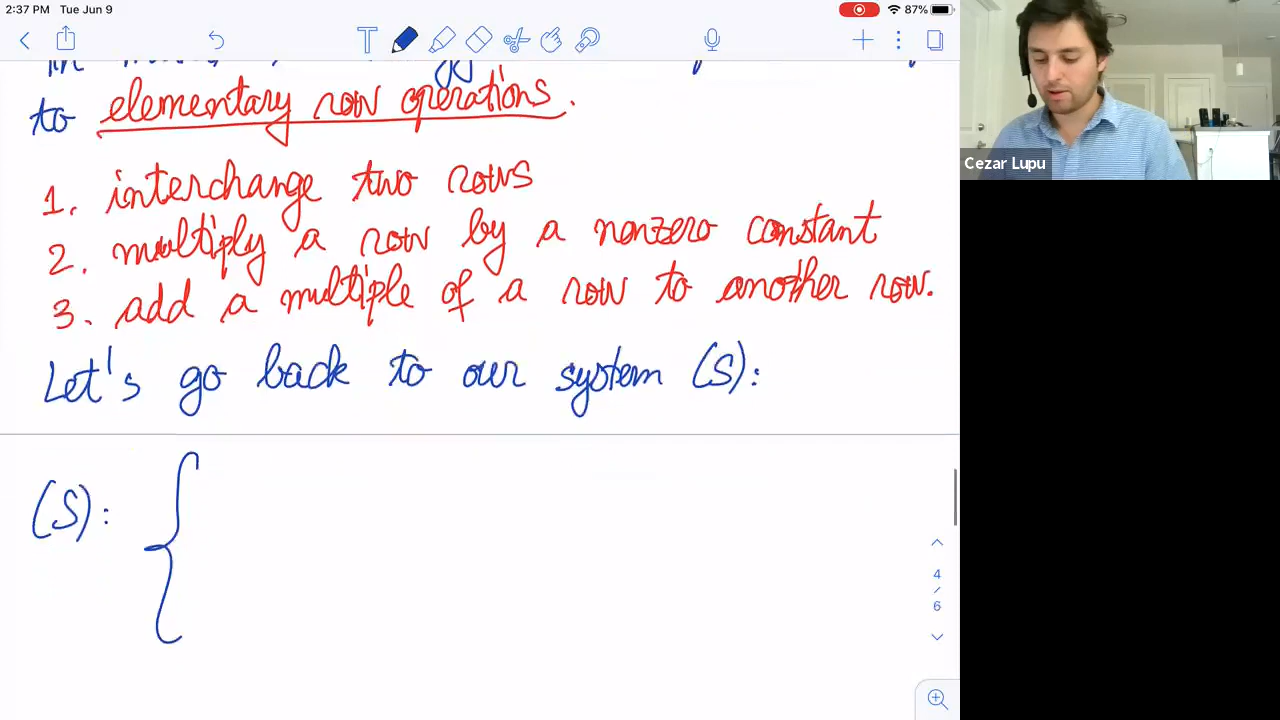 2:37 PM Tue Jun 9
87%
to elementary row operations.
1. interchange two rows
2. multiply a row by a nonzero constant
3. add a multiple of a row to another row.
Let's go back to our system (S):
(S): {
4
/
6
Cezar Lupu